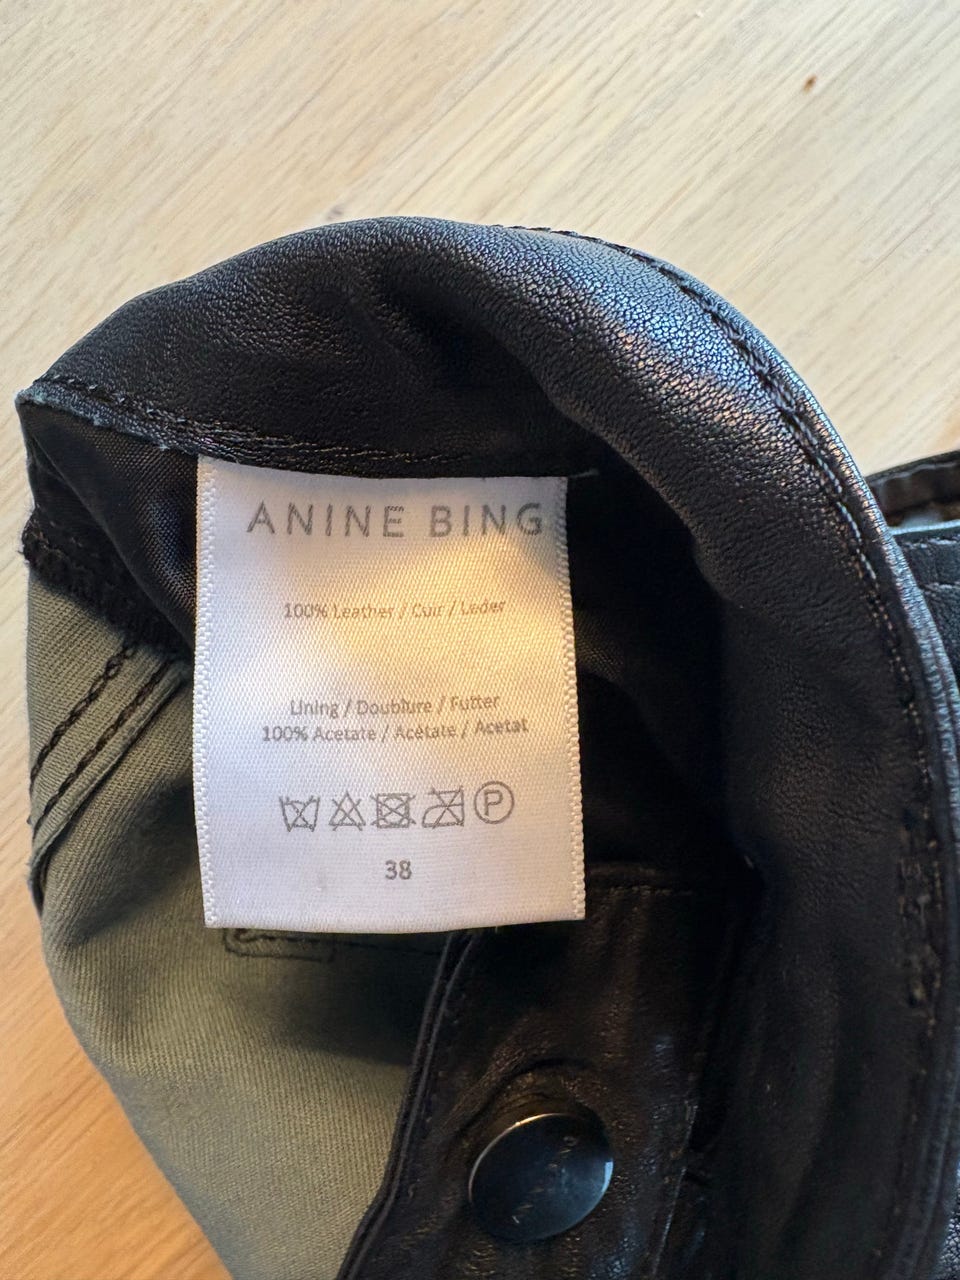 ANINE BING
100% Leather / Cuir / Leder
Lining / Doublure / Futter
100% Acetate / Acétate / Acetat
P
38